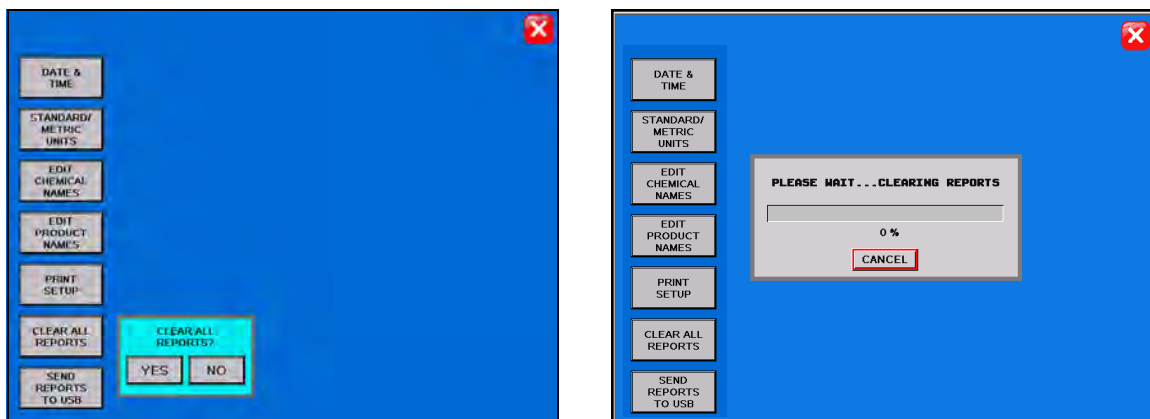 DATE &
TIME
STANDARD/
METRIC
UNITS
EDIT
CHEMICAL
NAMES
EDIT
PRODUCT
NAMES
PRINT
SETUP
CLEAR ALL
REPORTS
SEND
REPORTS
TO USB
CLEAR ALL
REPORTS?
YES NO
DATE &
TIME
STANDARD/
METRIC
UNITS
EDIT
CHEMICAL
NAMES
EDIT
PRODUCT
NAMES
PRINT
SETUP
CLEAR ALL
REPORTS
SEND
REPORTS
TO USB
PLEASE WAIT...CLEARING REPORTS
0 %
CANCEL